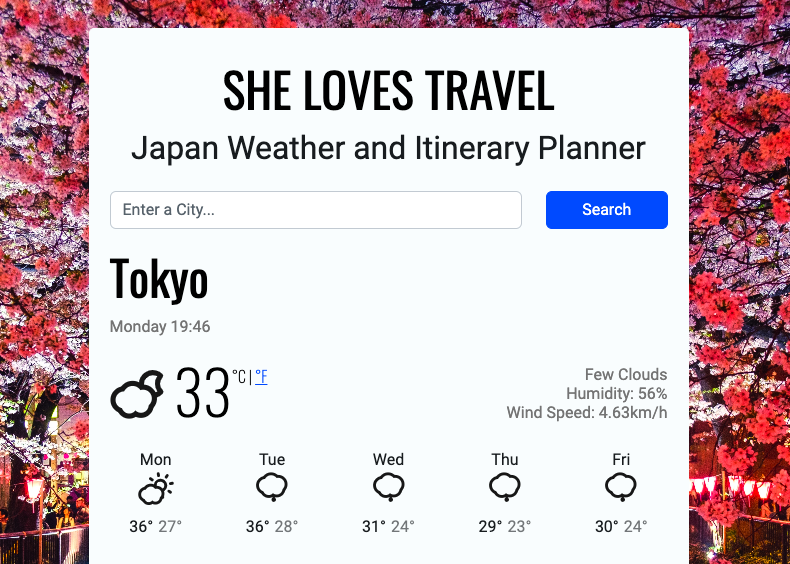 SHE LOVES TRAVEL
Japan Weather and Itinerary Planner
Enter a City... Search
Tokyo
Monday 19:46
33 °C | °F
Few Clouds
Humidity: 56%
Wind Speed: 4.63km/h
Mon Tue Wed Thu Fri
36° 27° 36° 28° 31° 24° 29° 23° 30° 24°